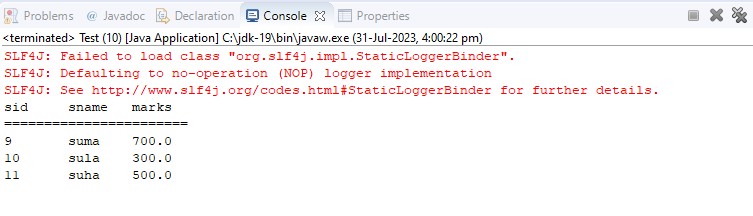 Problems @ Javadoc Declaration Console Properties
<terminated> Test (10) [Java Application] C:\jdk-19\bin\javaw.exe (31-Jul-2023, 4:00:22 pm)
SLF4J: Failed to load class "org.slf4j.impl.StaticLoggerBinder".
SLF4J: Defaulting to no-operation (NOP) logger implementation
SLF4J: See http://www.slf4j.org/codes.html#StaticLoggerBinder for further details.
sid sname marks
=======================
9 suma 700.0
10 sula 300.0
11 suha 500.0